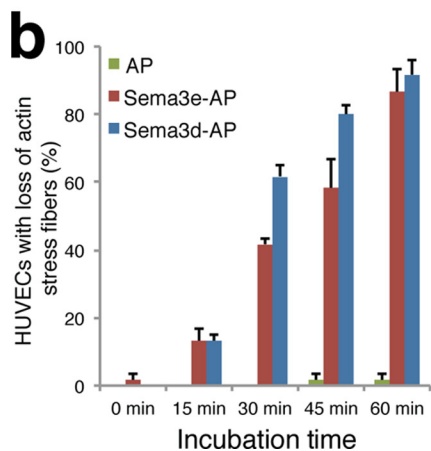 b
100
80
60
40
20
0
HUVECs with loss of actin
stress fibers (%)
AP
Sema3e-AP
Sema3d-AP
0 min 15 min 30 min 45 min 60 min
Incubation time